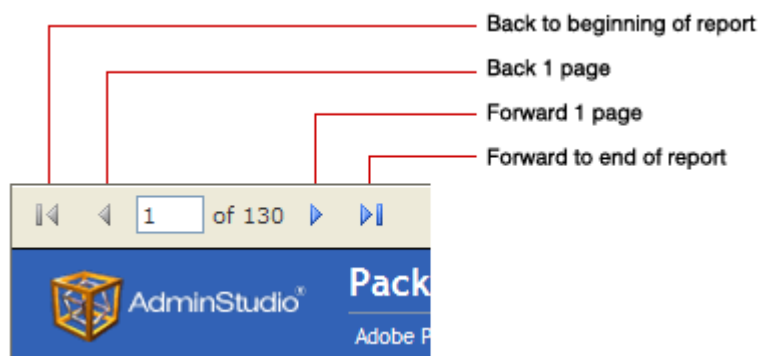 Back to beginning of report
Back 1 page
Forward 1 page
Forward to end of report
1 of 130
AdminStudio®
Pack
Adobe P